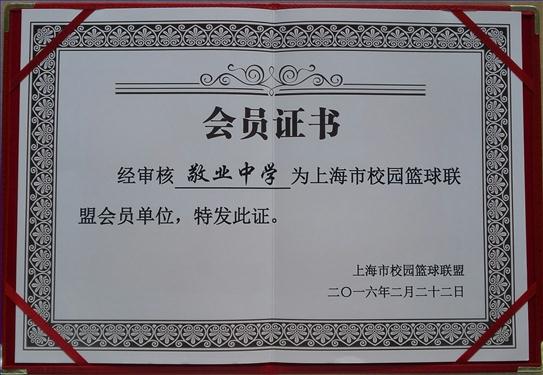 会员证书
经审核敬业中学为上海市校园篮球联
盟会员单位，特发此证。
上海市校园篮球联盟
二〇一六年二月二十二日